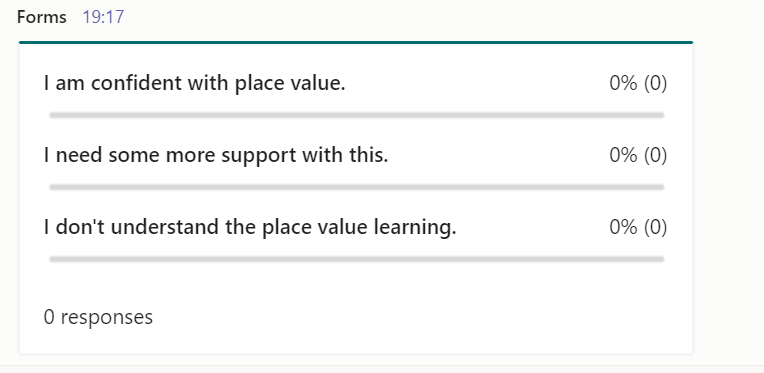 Forms 19:17
I am confident with place value. 0% (0)
I need some more support with this. 0% (0)
I don't understand the place value learning. 0% (0)
0 responses